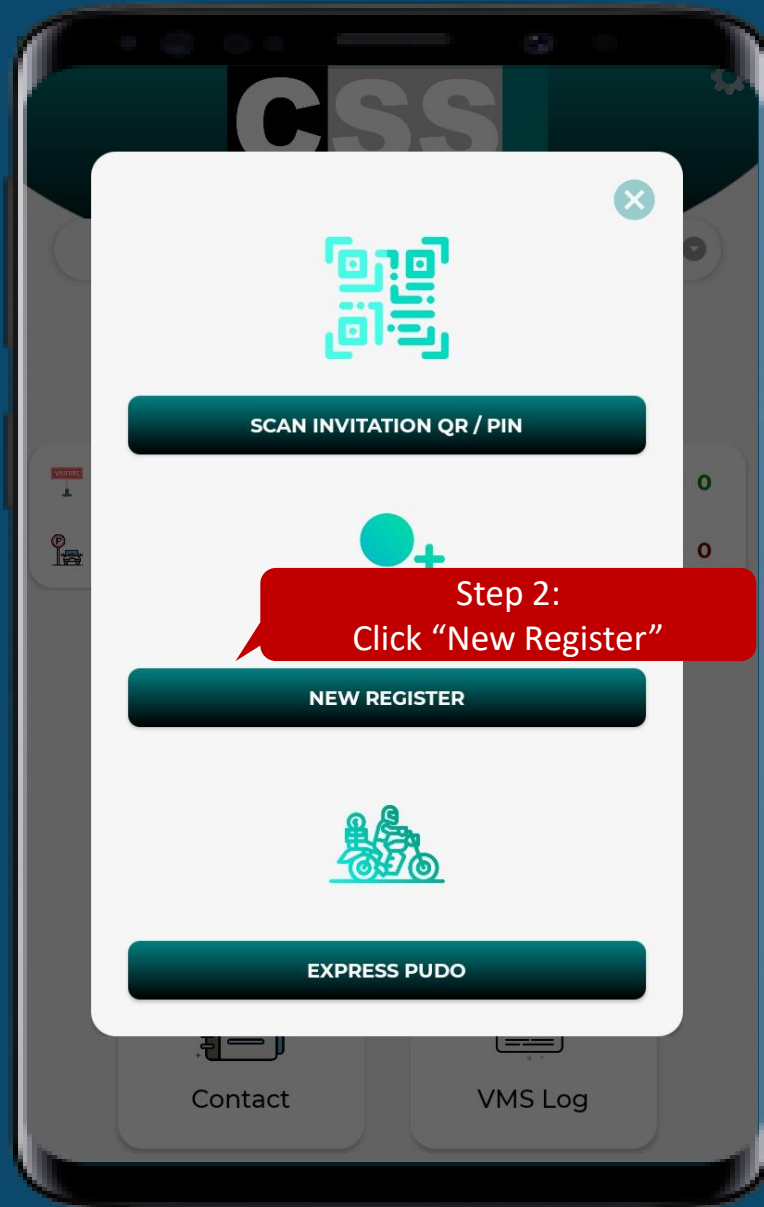 CSS
SCAN INVITATION QR / PIN
VISITORS
0
P
0
Step 2:
Click “New Register”
NEW REGISTER
EXPRESS PUDO
Contact
VMS Log